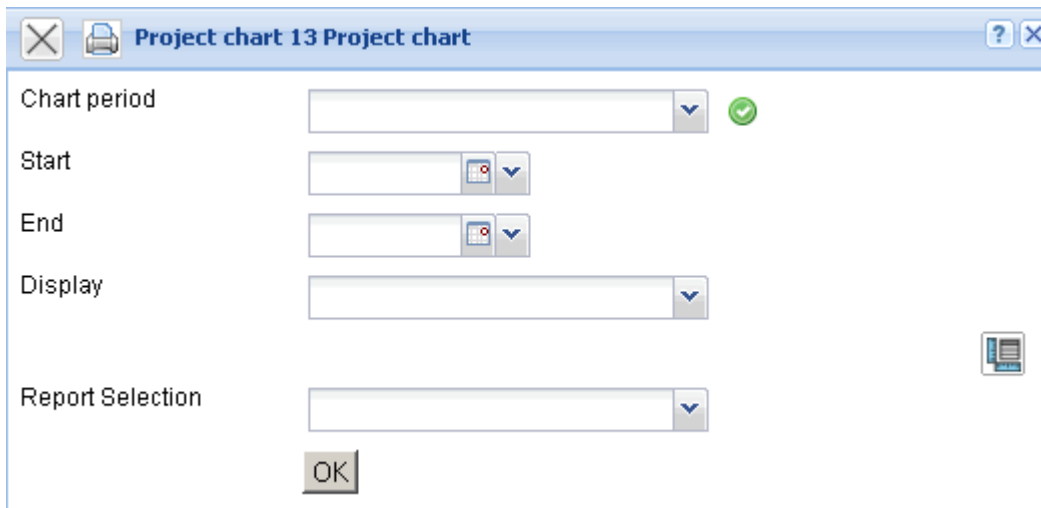 Project chart 13 Project chart
?
Chart period
Start
End
Display
Report Selection
OK